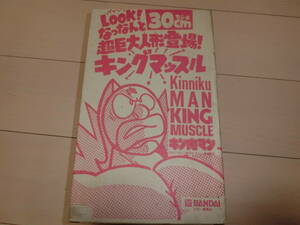 LOOK!
なっなんと 30cm
超巨大人形登場!
キングマッスル
Kinniku
MAN
KING
MUSCLE
キン肉マン
BANDAI